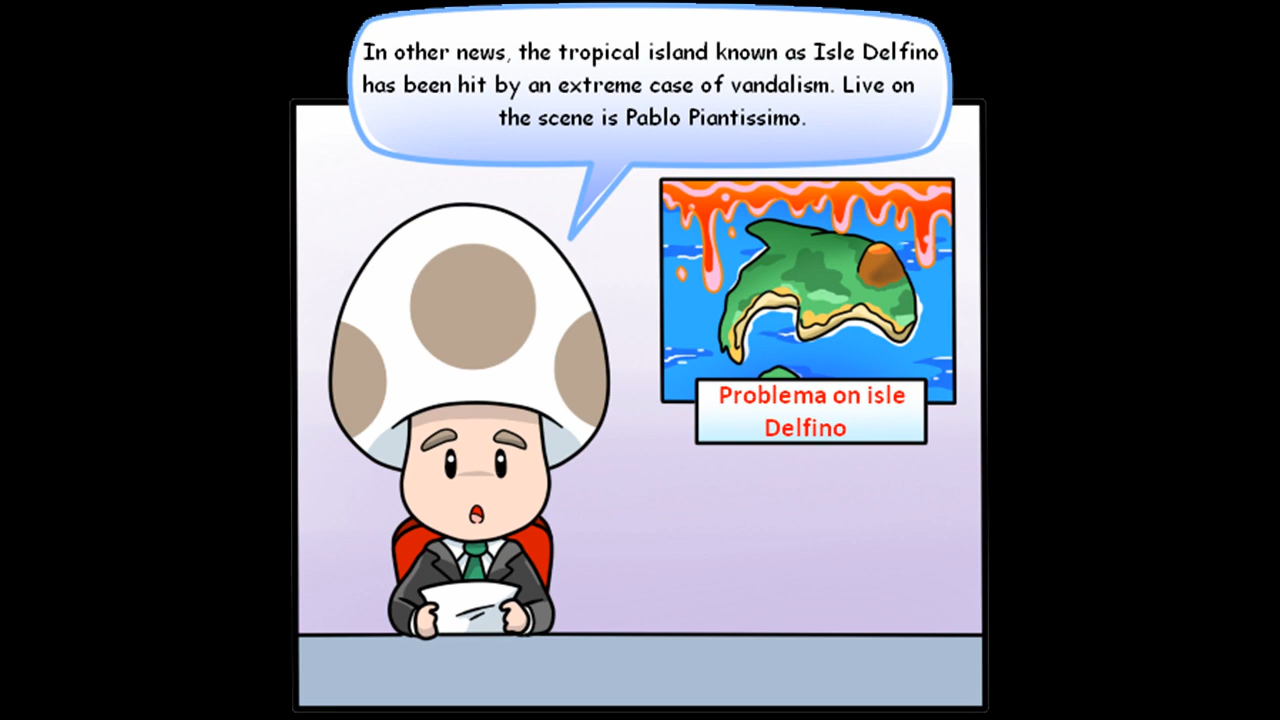 In other news, the tropical island known as Isle Delfino
has been hit by an extreme case of vandalism. Live on
the scene is Pablo Piantissimo.
Problema on isle
Delfino